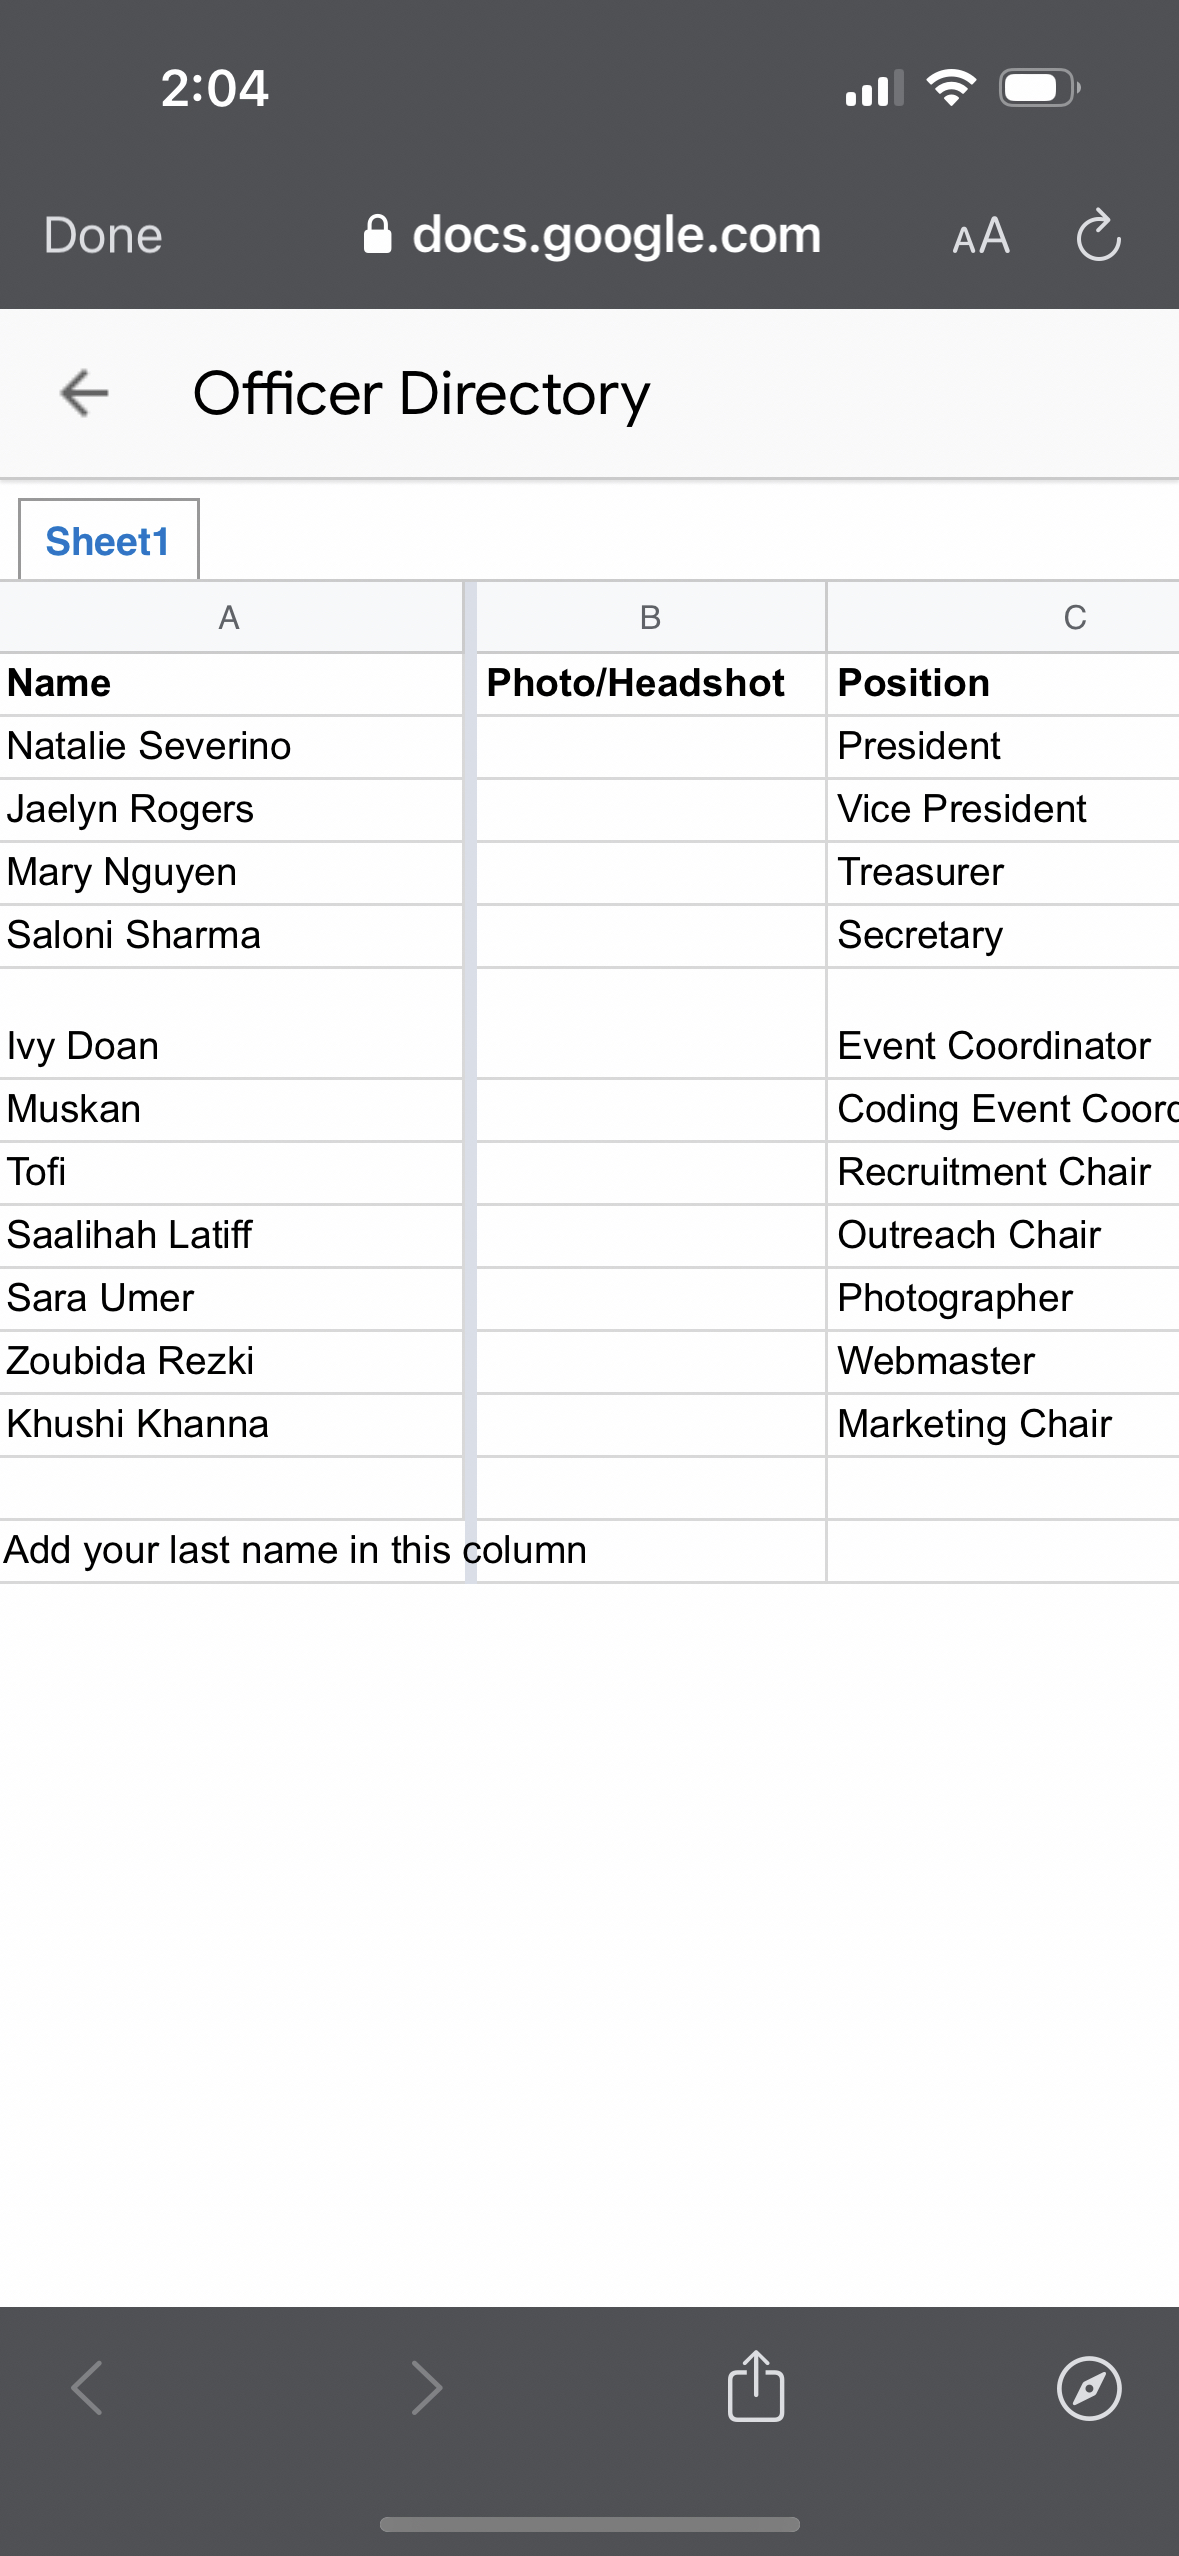 2:04
Done docs.google.com AA
Officer Directory
Sheet1
A B C
Name Photo/Headshot Position
Natalie Severino President
Jaelyn Rogers Vice President
Mary Nguyen Treasurer
Saloni Sharma Secretary
Ivy Doan Event Coordinator
Muskan Coding Event Coord
Tofi Recruitment Chair
Saalihah Latiff Outreach Chair
Sara Umer Photographer
Zoubida Rezki Webmaster
Khushi Khanna Marketing Chair
Add your last name in this column